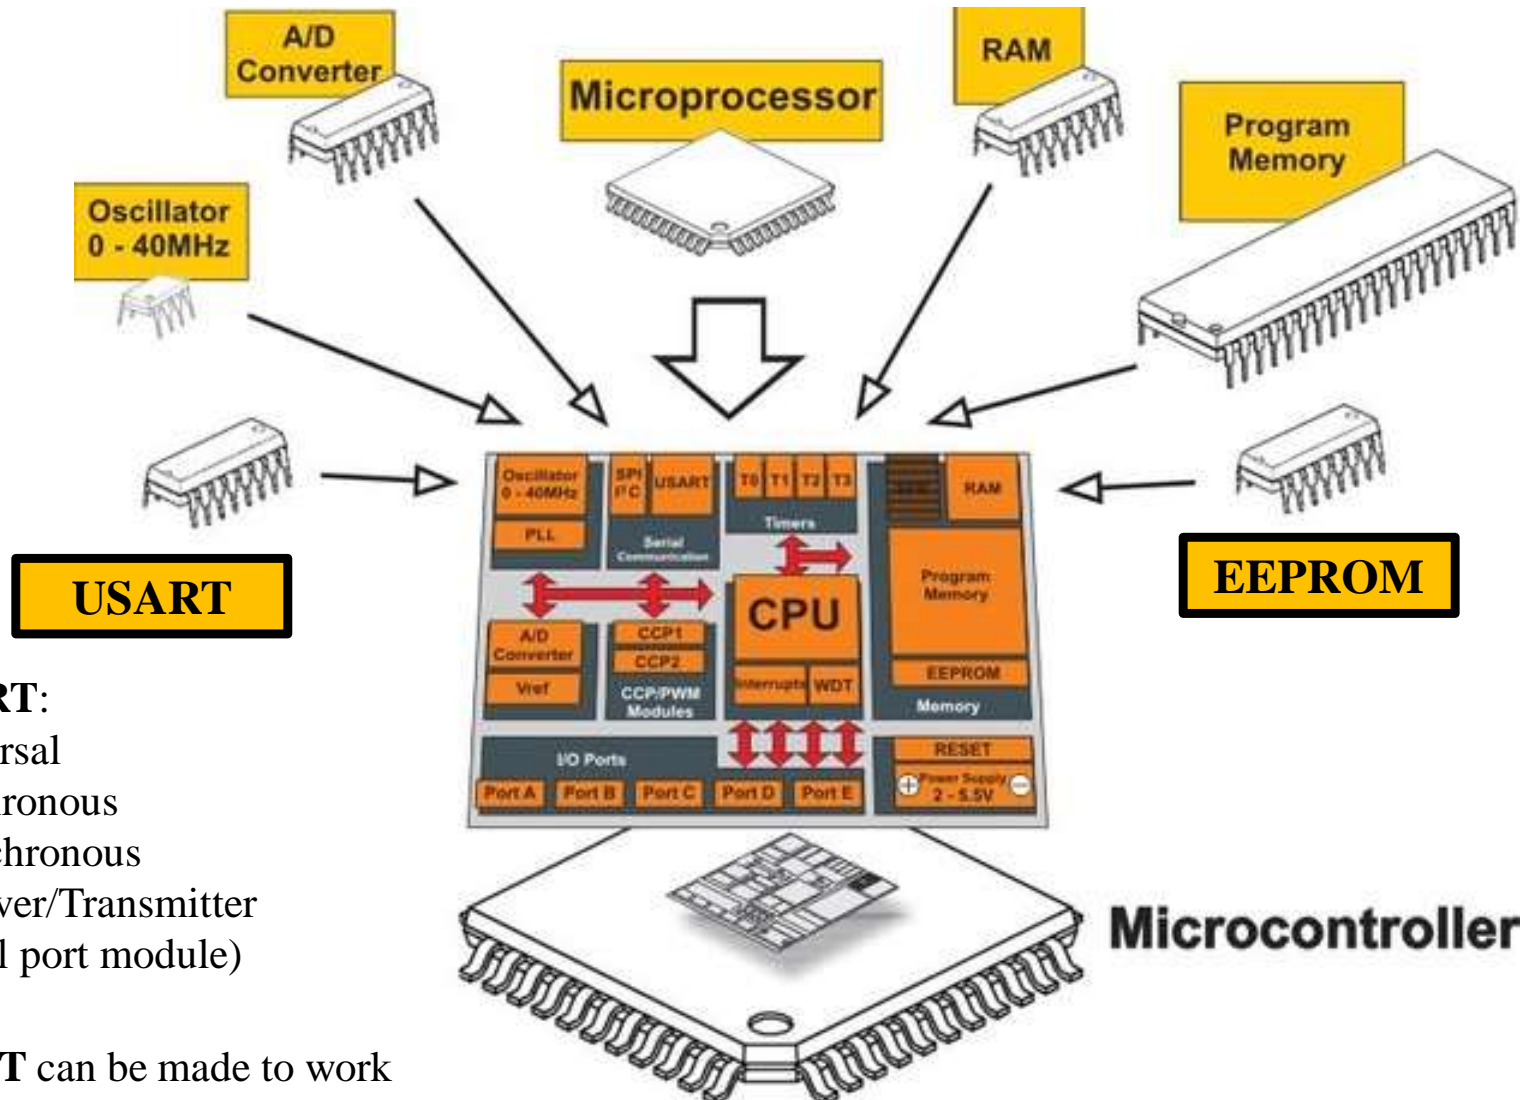 A/D
Converter
Microprocessor
RAM
Program
Memory
Oscillator
0 - 40MHz
USART
EEPROM
Oscillator
0 - 40MHz
PLL
SPI
I²C
USART
Serial
Communication
T0 T1 T2 T3
Timers
RAM
Program
Memory
EEPROM
Memory
A/D
Converter
Vref
CCP1
CCP2
CCP/PWM
Modules
CPU
Interrupts
WDT
I/O Ports
Port A
Port B
Port C
Port D
Port E
RESET
+ Power Supply −
2 - 5.5V
Microcontroller
RT:
rsal
ronous
chronous
ver/Transmitter
l port module)
T can be made to work